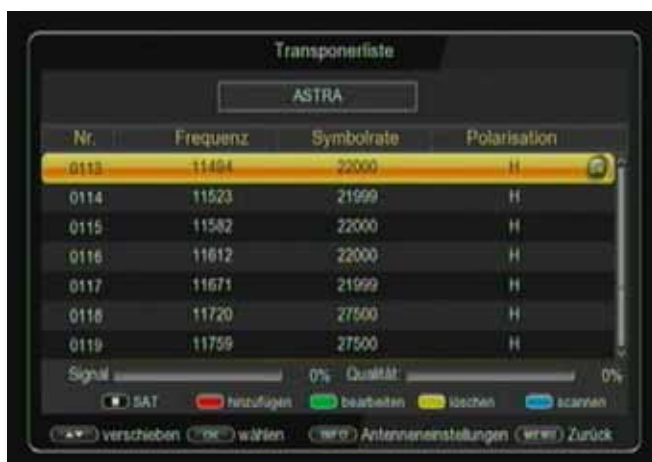 Transponerliste
ASTRA
Nr. Frequenz Symbolrate Polarisation
0113 11494 22000 H
0114 11523 21999 H
0115 11582 22000 H
0116 11612 22000 H
0117 11671 21999 H
0118 11720 27500 H
0119 11759 27500 H
Signal 0% Qualität 0%
SAT hinzufügen bearbeiten löschen scannen
verschieben OK wählen INFO Antenneneinstellungen MENU Zurück